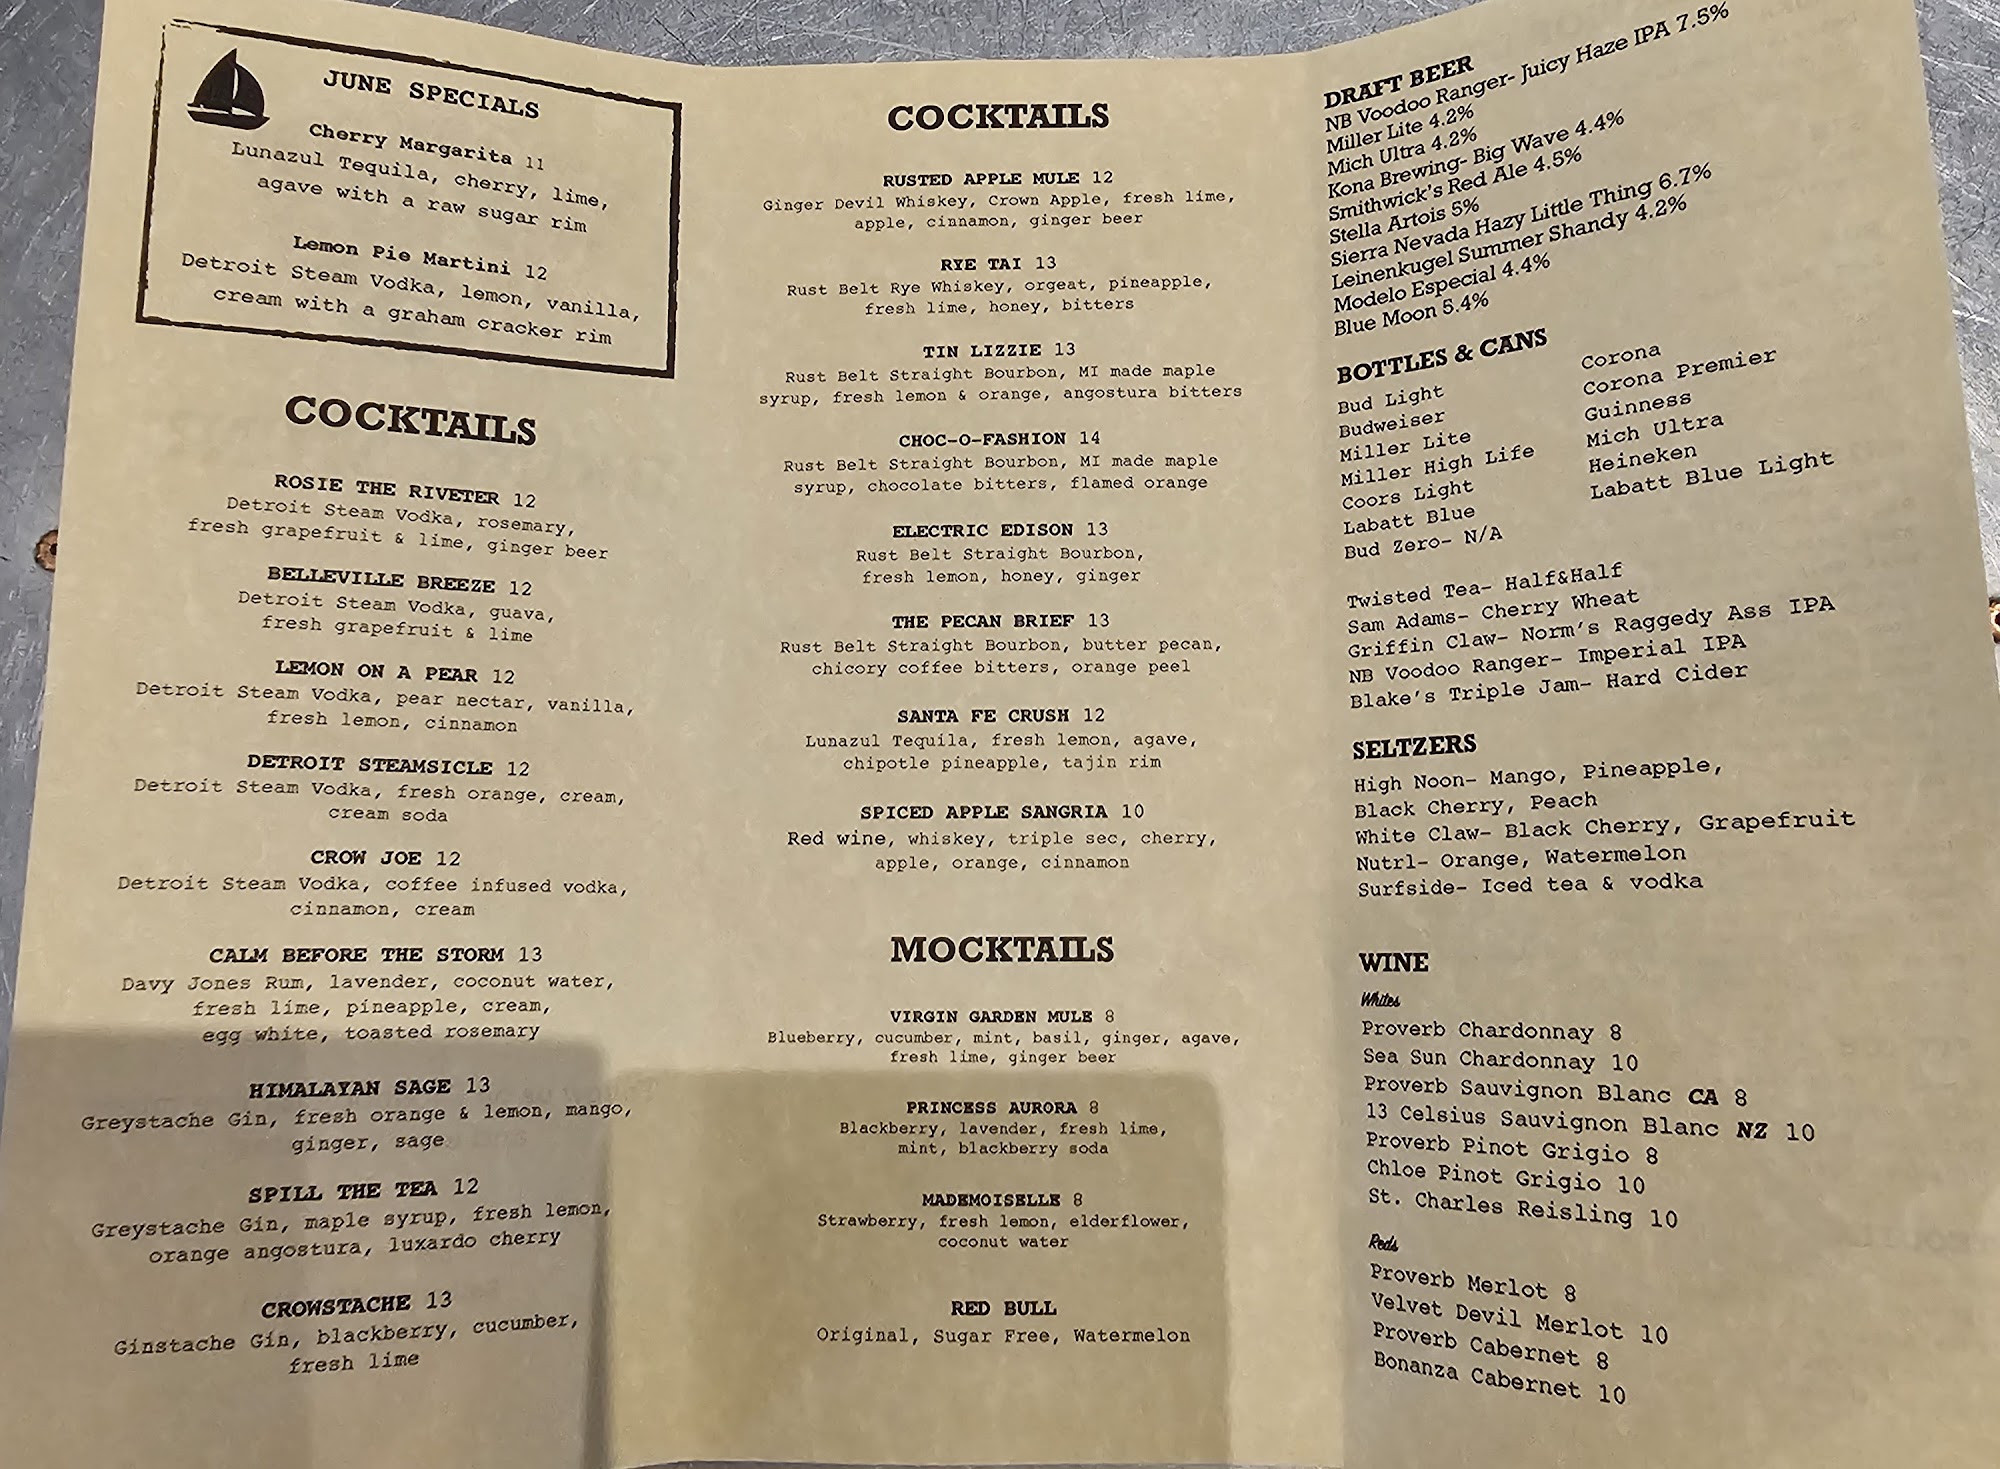 JUNE SPECIALS
Cherry Margarita 11
Lunazul Tequila, cherry, lime,
agave with a raw sugar rim
Lemon Pie Martini 12
Detroit Steam Vodka, lemon, vanilla,
cream with a graham cracker rim
COCKTAILS
ROSIE THE RIVETER 12
Detroit Steam Vodka, rosemary,
fresh grapefruit & lime, ginger beer
BELLEVILLE BREEZE 12
Detroit Steam Vodka, guava,
fresh grapefruit & lime
LEMON ON A PEAR 12
Detroit Steam Vodka, pear nectar, vanilla,
fresh lemon, cinnamon
DETROIT STEAMSICLE 12
Detroit Steam Vodka, fresh orange, cream,
cream soda
CROW JOE 12
Detroit Steam Vodka, coffee infused vodka,
cinnamon, cream
CALM BEFORE THE STORM 13
Davy Jones Rum, lavender, coconut water,
fresh lime, pineapple, cream,
egg white, toasted rosemary
HIMALAYAN SAGE 13
Greystache Gin, fresh orange & lemon, mango,
ginger, sage
SPILL THE TEA 12
Greystache Gin, maple syrup, fresh lemon,
orange angostura, luxardo cherry
CROWSTACHE 13
Ginstache Gin, blackberry, cucumber,
fresh lime
COCKTAILS
RUSTED APPLE MULE 12
Ginger Devil Whiskey, Crown Apple, fresh lime,
apple, cinnamon, ginger beer
RYE TAI 13
Rust Belt Rye Whiskey, orgeat, pineapple,
fresh lime, honey, bitters
TIN LIZZIE 13
Rust Belt Straight Bourbon, MI made maple
syrup, fresh lemon & orange, angostura bitters
CHOC-O-FASHION 14
Rust Belt Straight Bourbon, MI made maple
syrup, chocolate bitters, flamed orange
ELECTRIC EDISON 13
Rust Belt Straight Bourbon,
fresh lemon, honey, ginger
THE PECAN BRIEF 13
Rust Belt Straight Bourbon, butter pecan,
chicory coffee bitters, orange peel
SANTA FE CRUSH 12
Lunazul Tequila, fresh lemon, agave,
chipotle pineapple, tajin rim
SPICED APPLE SANGRIA 10
Red wine, whiskey, triple sec, cherry,
apple, orange, cinnamon
MOCKTAILS
VIRGIN GARDEN MULE 8
Blueberry, cucumber, mint, basil, ginger, agave,
fresh lime, ginger beer
PRINCESS AURORA 8
Blackberry, lavender, fresh lime,
mint, blackberry soda
MADEMOISELLE 8
Strawberry, fresh lemon, elderflower,
coconut water
RED BULL
Original, Sugar Free, Watermelon
DRAFT BEER
NB Voodoo Ranger- Juicy Haze IPA 7.5%
Miller Lite 4.2%
Mich Ultra 4.2%
Kona Brewing- Big Wave 4.4%
Smithwick's Red Ale 4.5%
Stella Artois 5%
Sierra Nevada Hazy Little Thing 6.7%
Leinenkugel Summer Shandy 4.2%
Modelo Especial 4.4%
Blue Moon 5.4%
BOTTLES & CANS
Bud Light
Budweiser
Miller Lite
Miller High Life
Coors Light
Labatt Blue
Bud Zero- N/A
Corona
Corona Premier
Guinness
Mich Ultra
Heineken
Labatt Blue Light
Twisted Tea- Half&Half
Sam Adams- Cherry Wheat
Griffin Claw- Norm's Raggedy Ass IPA
NB Voodoo Ranger- Imperial IPA
Blake's Triple Jam- Hard Cider
SELTZERS
High Noon- Mango, Pineapple,
Black Cherry, Peach
White Claw- Black Cherry, Grapefruit
Nutrl- Orange, Watermelon
Surfside- Iced tea & vodka
WINE
Whites
Proverb Chardonnay 8
Sea Sun Chardonnay 10
Proverb Sauvignon Blanc CA 8
13 Celsius Sauvignon Blanc NZ 10
Proverb Pinot Grigio 8
Chloe Pinot Grigio 10
St. Charles Reisling 10
Reds
Proverb Merlot 8
Velvet Devil Merlot 10
Proverb Cabernet 8
Bonanza Cabernet 10